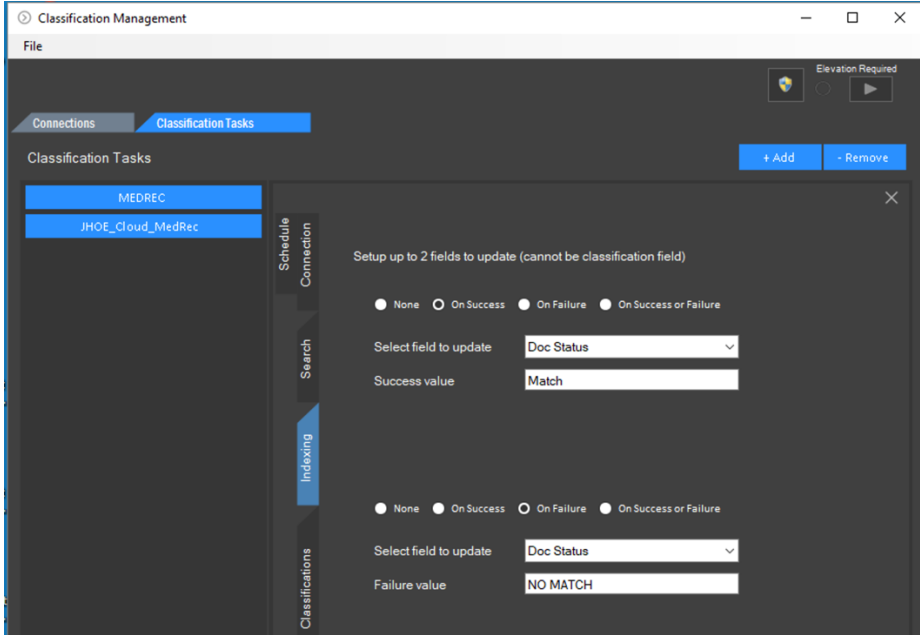 Classification Management
File
Elevation Required
Connections
Classification Tasks
Classification Tasks
+ Add
- Remove
MEDREC
JHOE_Cloud_MedRec
Schedule
Connection
Search
Indexing
Classifications
Setup up to 2 fields to update (cannot be classification field)
None On Success On Failure On Success or Failure
Select field to update Doc Status
Success value Match
None On Success On Failure On Success or Failure
Select field to update Doc Status
Failure value NO MATCH